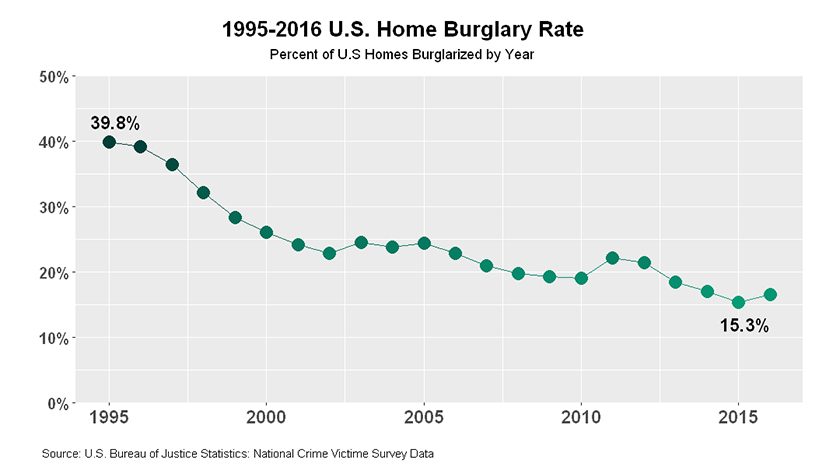 1995-2016 U.S. Home Burglary Rate
Percent of U.S Homes Burglarized by Year
50%
39.8%
40%
30%
20%
15.3%
10%
0%
1995 2000 2005 2010 2015
Source: U.S. Bureau of Justice Statistics: National Crime Victime Survey Data